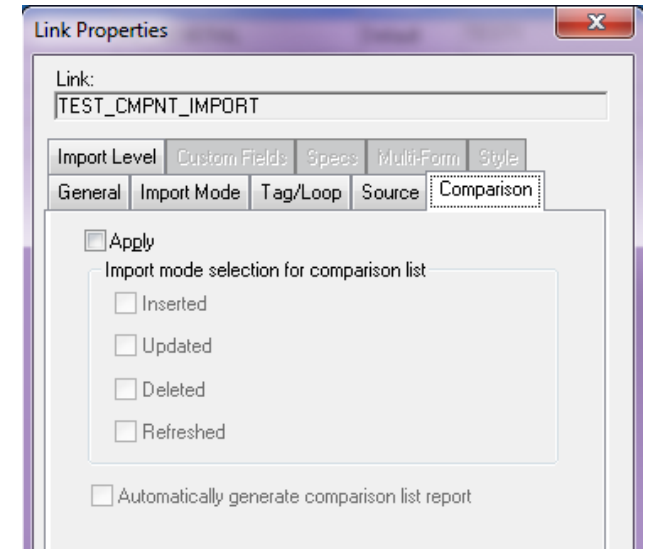 Link Properties
Link:
TEST_CMPNT_IMPORT
Import Level Custom Fields Specs Multi-Form Style
General Import Mode Tag/Loop Source Comparison
Apply
Import mode selection for comparison list
Inserted
Updated
Deleted
Refreshed
Automatically generate comparison list report